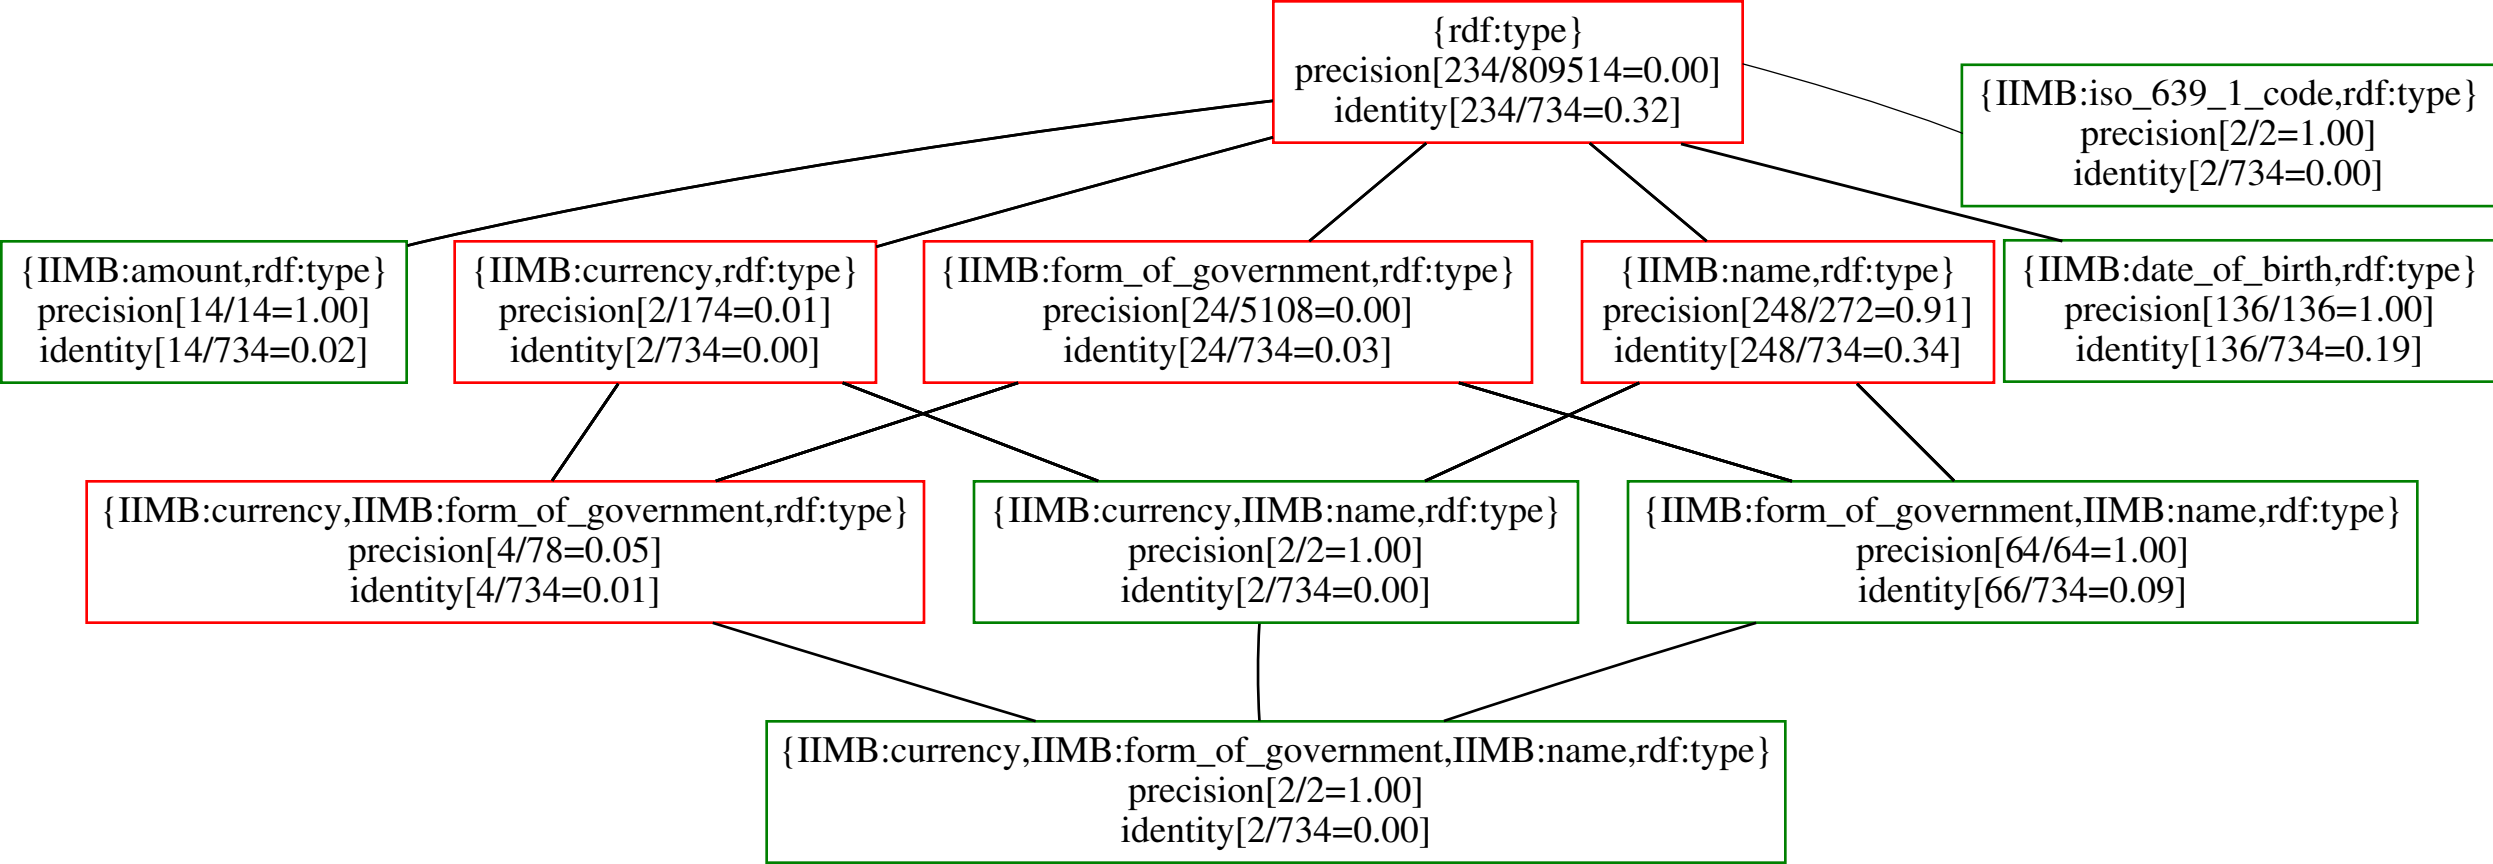 {rdf:type}
precision[234/809514=0.00]
identity[234/734=0.32]
{IIMB:iso_639_1_code,rdf:type}
precision[2/2=1.00]
identity[2/734=0.00]
{IIMB:amount,rdf:type}
precision[14/14=1.00]
identity[14/734=0.02]
{IIMB:currency,rdf:type}
precision[2/174=0.01]
identity[2/734=0.00]
{IIMB:form_of_government,rdf:type}
precision[24/5108=0.00]
identity[24/734=0.03]
{IIMB:name,rdf:type}
precision[248/272=0.91]
identity[248/734=0.34]
{IIMB:date_of_birth,rdf:type}
precision[136/136=1.00]
identity[136/734=0.19]
{IIMB:currency,IIMB:form_of_government,rdf:type}
precision[4/78=0.05]
identity[4/734=0.01]
{IIMB:currency,IIMB:name,rdf:type}
precision[2/2=1.00]
identity[2/734=0.00]
{IIMB:form_of_government,IIMB:name,rdf:type}
precision[64/64=1.00]
identity[66/734=0.09]
{IIMB:currency,IIMB:form_of_government,IIMB:name,rdf:type}
precision[2/2=1.00]
identity[2/734=0.00]